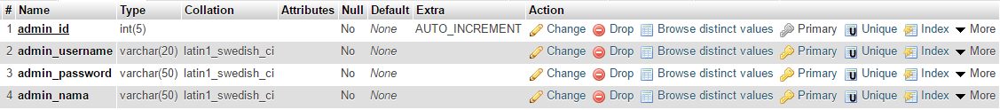 # Name Type Collation Attributes Null Default Extra Action
1 admin_id int(5) No None AUTO_INCREMENT Change Drop Browse distinct values Primary Unique Index More
2 admin_username varchar(20) latin1_swedish_ci No None Change Drop Browse distinct values Primary Unique Index More
3 admin_password varchar(50) latin1_swedish_ci No None Change Drop Browse distinct values Primary Unique Index More
4 admin_nama varchar(50) latin1_swedish_ci No None Change Drop Browse distinct values Primary Unique Index More